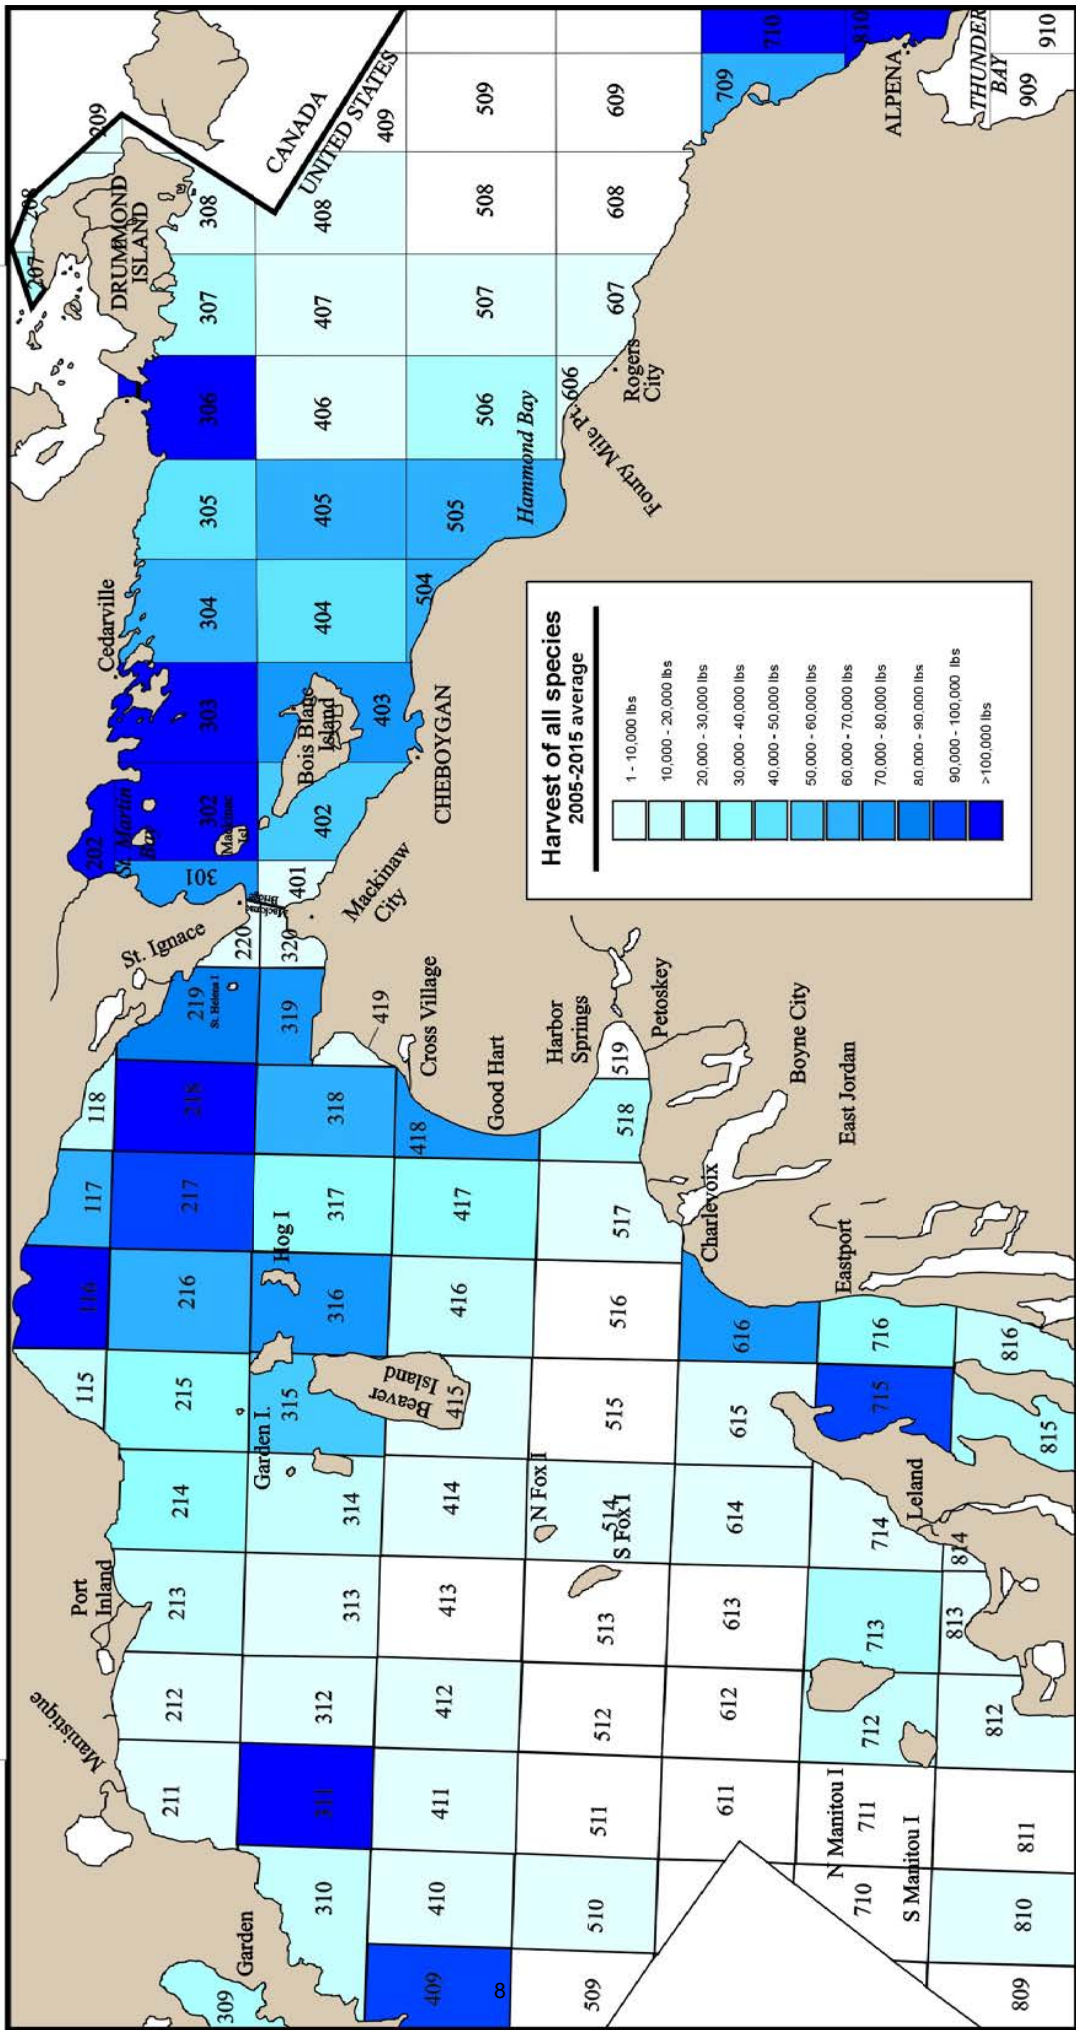 Harvest of all species
2005-2015 average
1 - 10,000 lbs
10,000 - 20,000 lbs
20,000 - 30,000 lbs
30,000 - 40,000 lbs
40,000 - 50,000 lbs
50,000 - 60,000 lbs
60,000 - 70,000 lbs
70,000 - 80,000 lbs
80,000 - 90,000 lbs
90,000 - 100,000 lbs
>100,000 lbs
Manistique
Port
Inland
St. Ignace
St. Martin
Bay
Cedarville
DRUMMOND
ISLAND
CANADA
UNITED STATES
Garden
Garden I.
Hog I
Beaver
Island
St. Helena I
Mackinac
Bridge
Mackinac
Isl
Bois Blanc
Island
Mackinaw
City
CHEBOYGAN
Hammond Bay
Fourty Mile Pt.
Rogers
City
ALPENA
THUNDER
BAY
Cross Village
Good Hart
Harbor
Springs
Petoskey
Boyne City
Charlevoix
East Jordan
Eastport
N Fox I
S Fox I
N Manitou I
S Manitou I
Leland
115
116
117
118
202
207
208
209
211
212
213
214
215
216
217
218
219
220
301
302
303
304
305
306
307
308
309
310
311
312
313
314
315
316
317
318
319
320
401
402
403
404
405
406
407
408
409
409
410
411
412
413
414
415
416
417
418
419
504
505
506
507
508
509
509
510
511
512
513
514
515
516
517
518
519
606
607
608
609
611
612
613
614
615
616
709
710
710
711
712
713
714
715
716
809
810
810
811
812
813
814
815
816
909
910
8